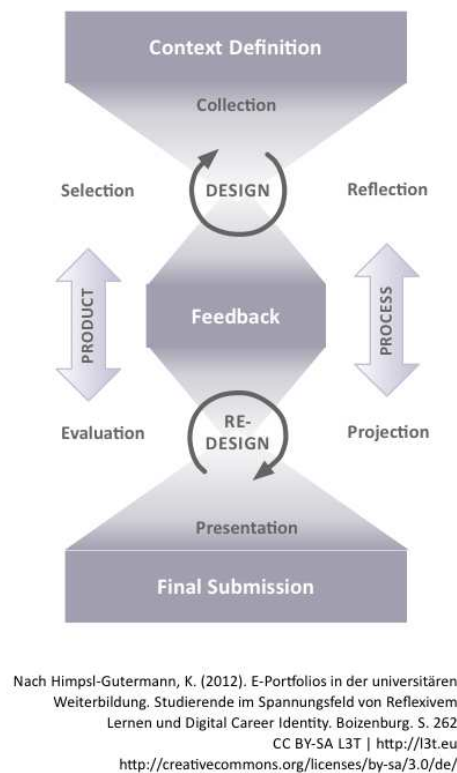 Context Definition
Collection
Selection
DESIGN
Reflection
PRODUCT
Feedback
PROCESS
Evaluation
RE-
DESIGN
Projection
Presentation
Final Submission
Nach Himpsl-Gutermann, K. (2012). E-Portfolios in der universitären
Weiterbildung. Studierende im Spannungsfeld von Reflexivem
Lernen und Digital Career Identity. Boizenburg. S. 262
CC BY-SA L3T | http://l3t.eu
http://creativecommons.org/licenses/by-sa/3.0/de/